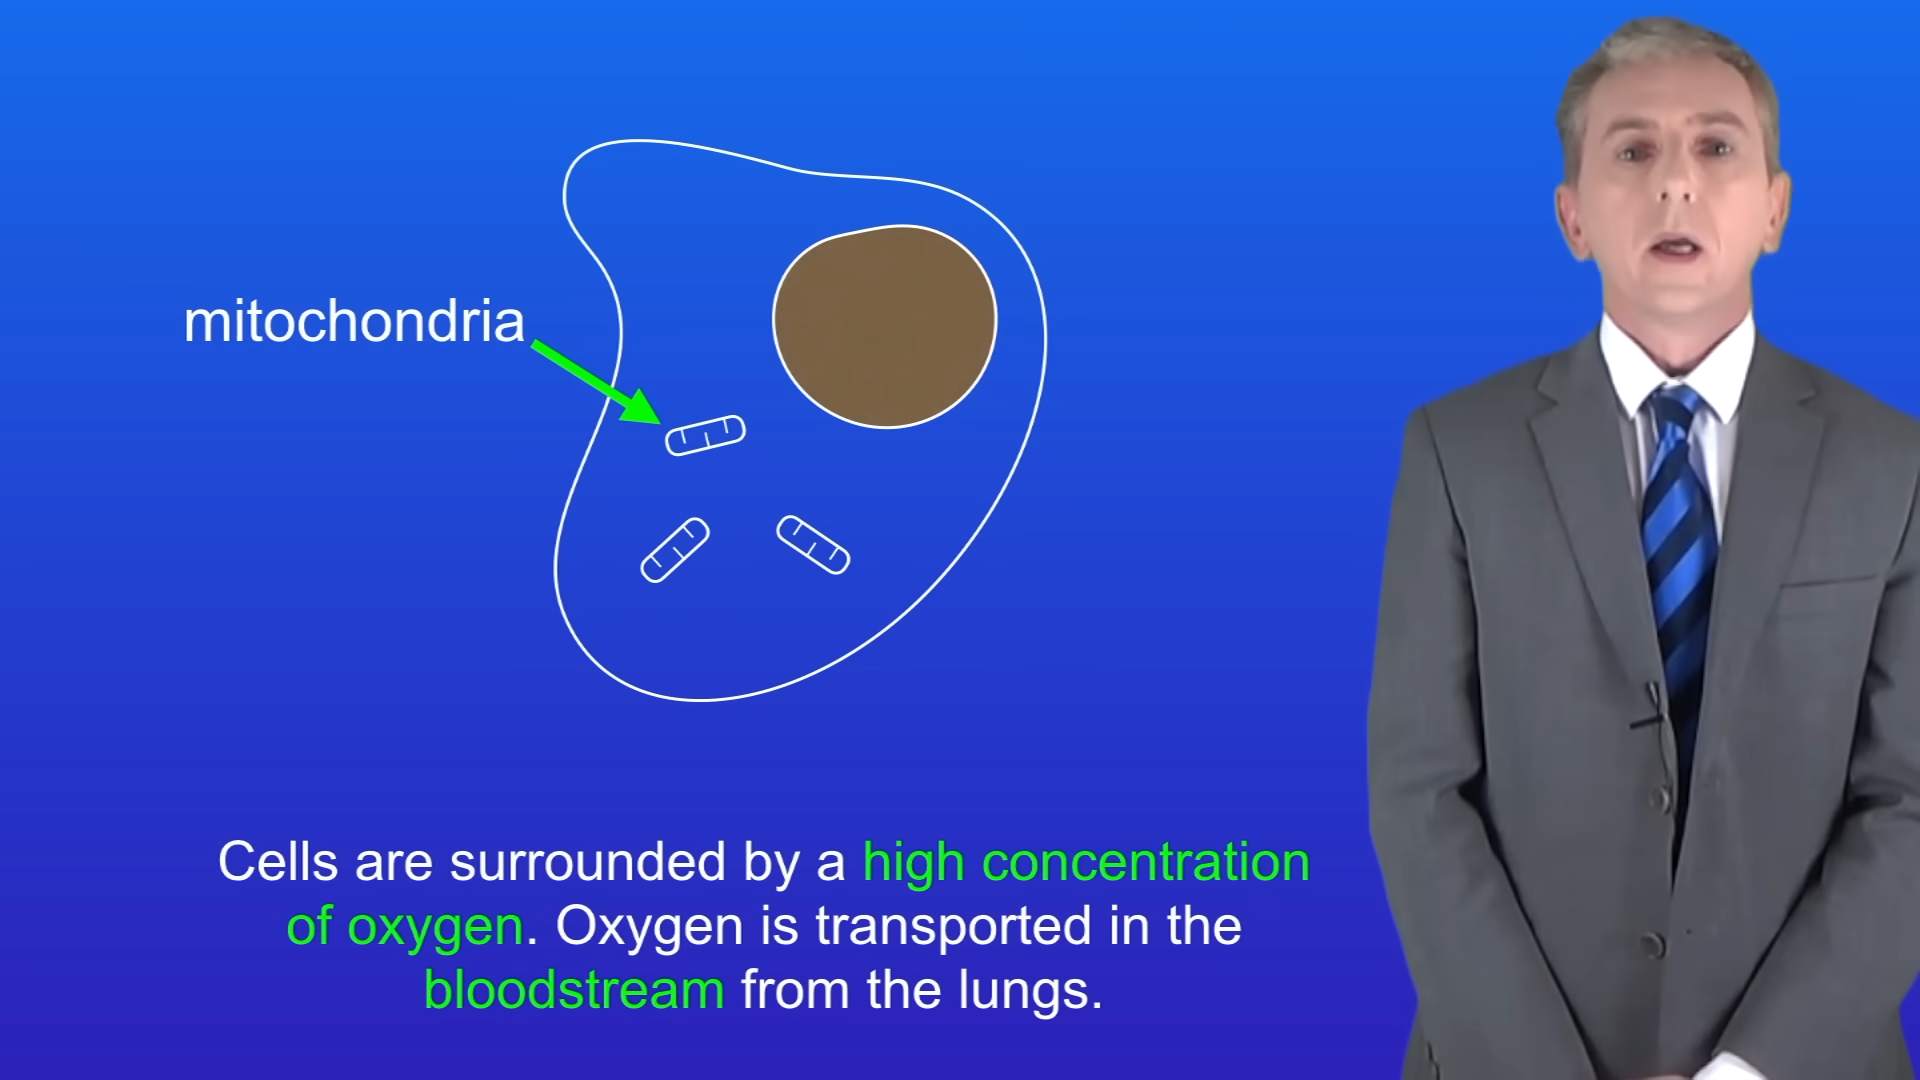 mitochondria
Cells are surrounded by a high concentration
of oxygen. Oxygen is transported in the
bloodstream from the lungs.